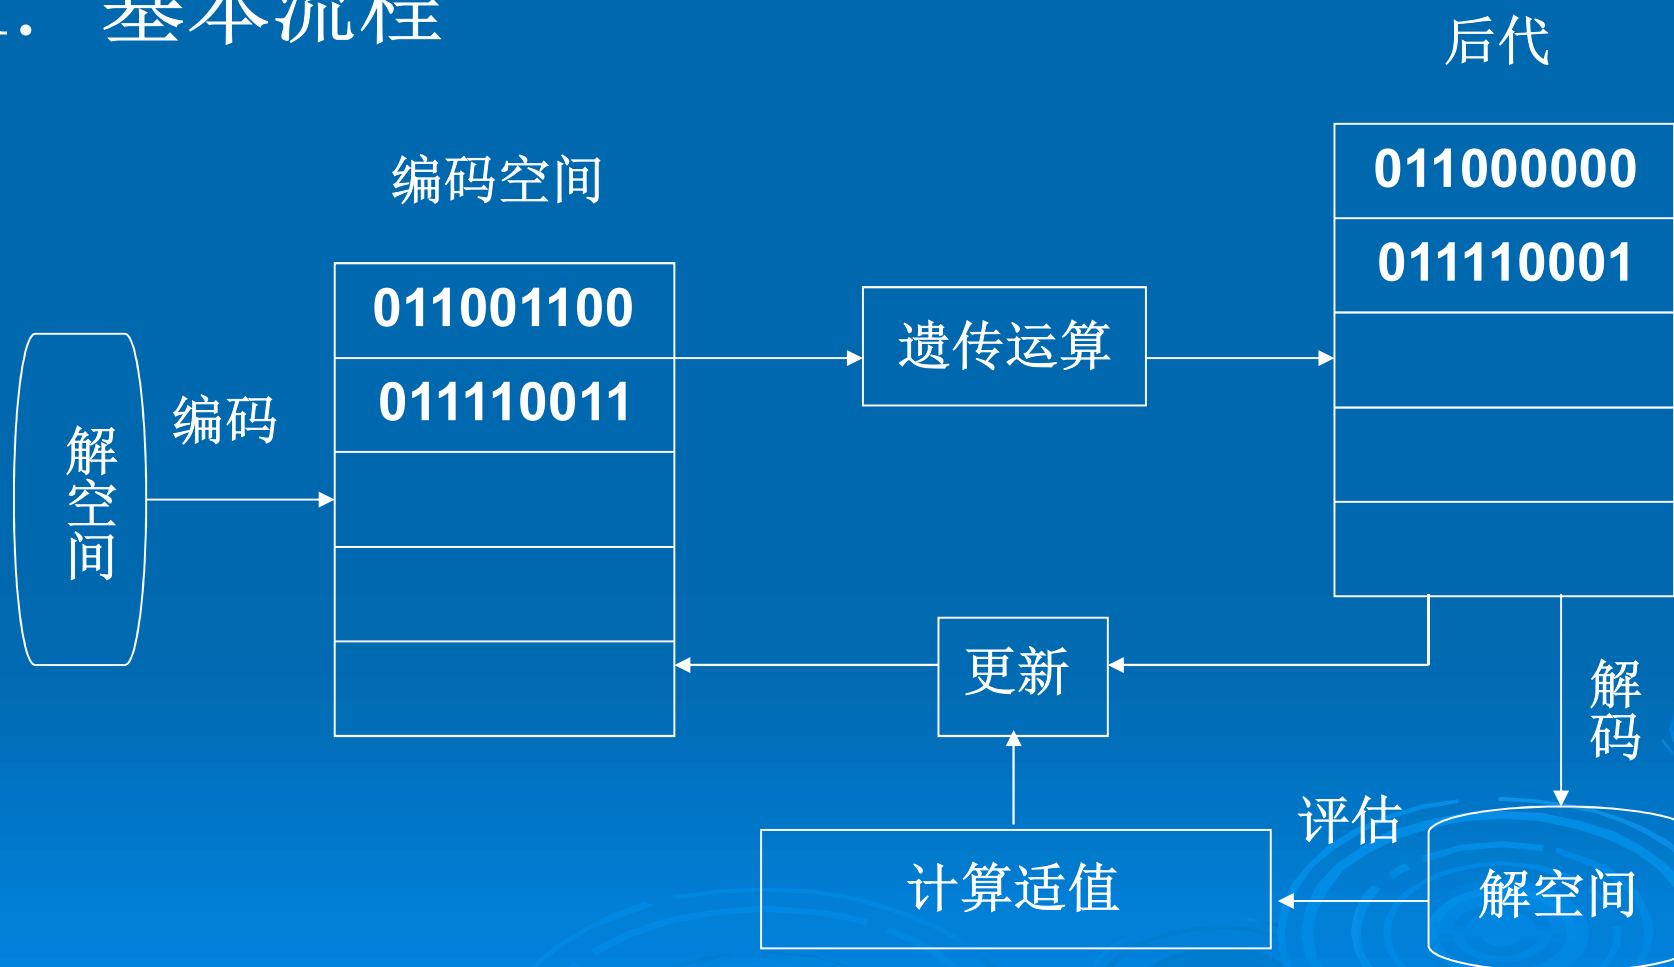 1. 基本流程
后代
编码空间
011000000
011110001
011001100
011110011
遗传运算
编码
解空间
更新
解码
评估
计算适值
解空间